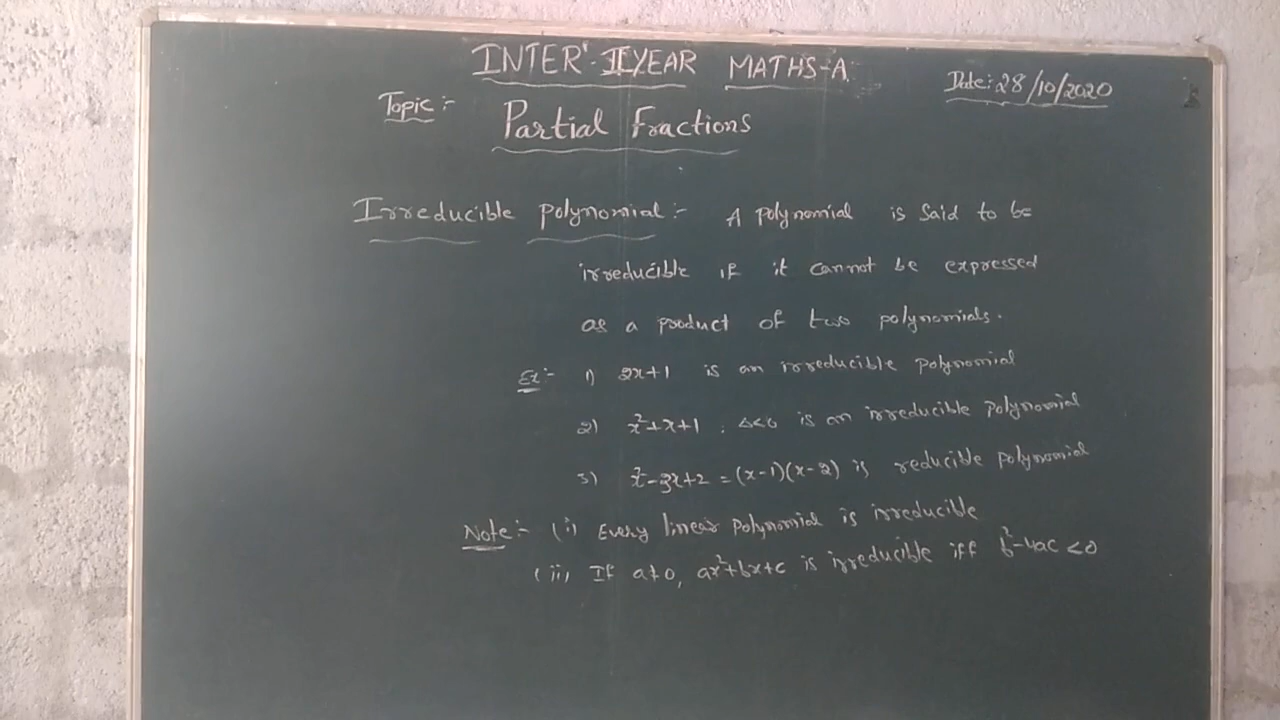 INTER-II YEAR MATHS-A
Date: 28/10/2020
Topic :-
Partial Fractions
Irreducible polynomial :- A polynomial is said to be
irreducible if it cannot be expressed
as a product of two polynomials.
Ex :- 1) 2x+1 is an irreducible polynomial
2) x²+x+1, Δ<0 is an irreducible polynomial
3) x²-3x+2 = (x-1)(x-2) is reducible polynomial
Note :- (i) Every linear polynomial is irreducible
(ii) If a≠0, ax²+bx+c is irreducible iff b²-4ac <0